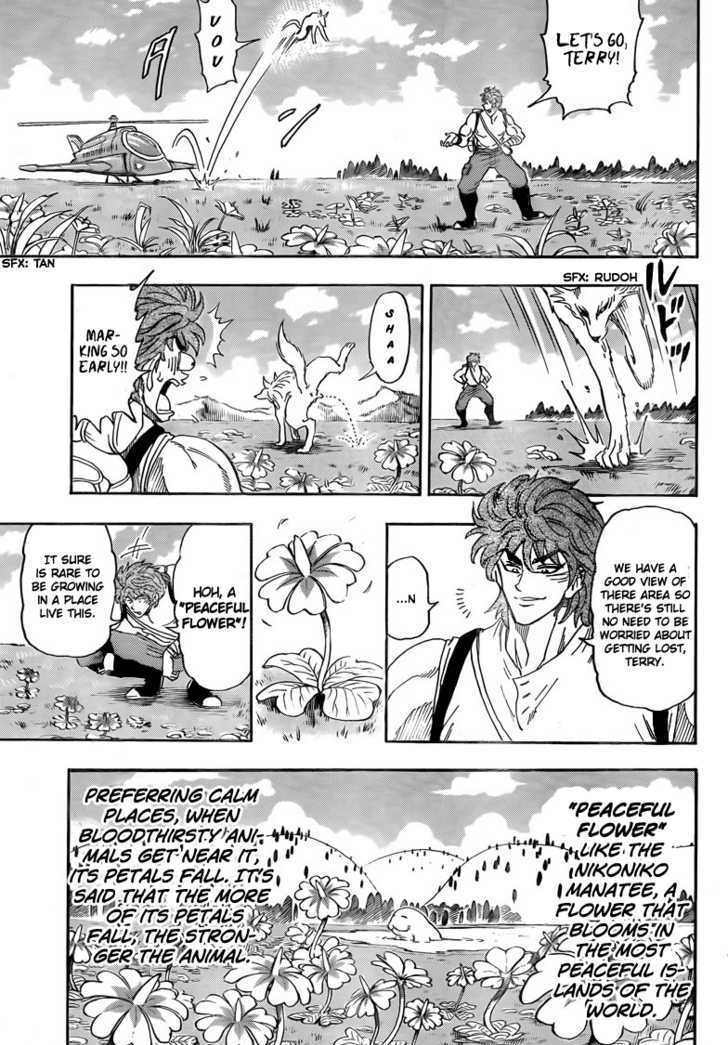 LET'S GO,
TERRY!
VOU
SFX: TAN
SFX: RUDOH
ルドッ
SHAA
MAR-
KING SO
EARLY!!
WE HAVE A
GOOD VIEW OF
THERE AREA SO
THERE'S STILL
NO NEED TO BE
WORRIED ABOUT
GETTING LOST,
TERRY.
...N
HOH, A
"PEACEFUL
FLOWER"!
IT SURE
IS RARE TO BE
GROWING IN
A PLACE
LIVE THIS.
"PEACEFUL
FLOWER"
LIKE THE
NIKONIKO
MANATEE, A
FLOWER THAT
BLOOMS IN
THE MOST
PEACEFUL IS-
LANDS OF THE
WORLD.
PREFERRING CALM
PLACES, WHEN
BLOODTHIRSTY ANI-
MALS GET NEAR IT,
ITS PETALS FALL. IT'S
SAID THAT THE MORE
OF ITS PETALS
FALL, THE STRON-
GER THE ANIMAL.